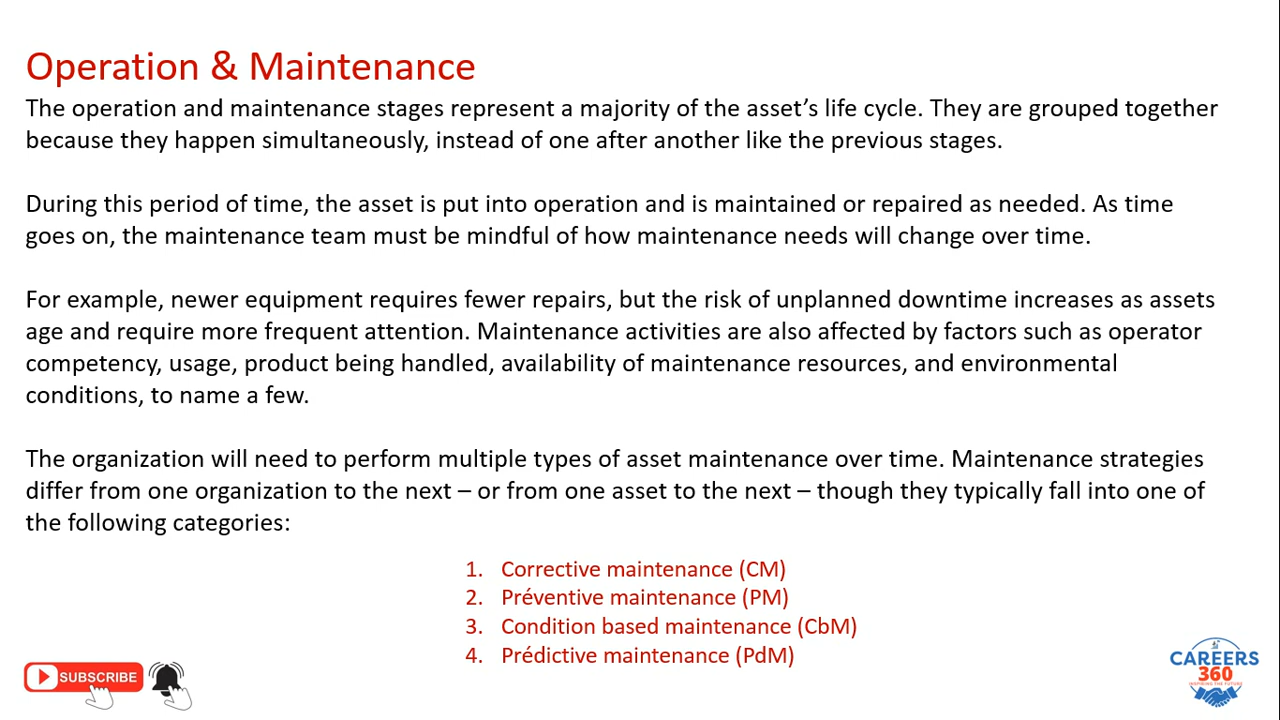 Operation & Maintenance
The operation and maintenance stages represent a majority of the asset’s life cycle. They are grouped together
because they happen simultaneously, instead of one after another like the previous stages.
During this period of time, the asset is put into operation and is maintained or repaired as needed. As time
goes on, the maintenance team must be mindful of how maintenance needs will change over time.
For example, newer equipment requires fewer repairs, but the risk of unplanned downtime increases as assets
age and require more frequent attention. Maintenance activities are also affected by factors such as operator
competency, usage, product being handled, availability of maintenance resources, and environmental
conditions, to name a few.
The organization will need to perform multiple types of asset maintenance over time. Maintenance strategies
differ from one organization to the next – or from one asset to the next – though they typically fall into one of
the following categories:
1. Corrective maintenance (CM)
2. Préventive maintenance (PM)
3. Condition based maintenance (CbM)
4. Prédictive maintenance (PdM)
SUBSCRIBE
CAREERS
360
INSPIRING THE FUTURE